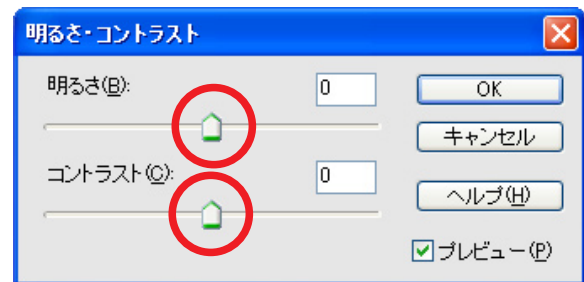 明るさ・コントラスト
明るさ(B):
0
OK
キャンセル
コントラスト(C):
0
ヘルプ(H)
プレビュー(P)